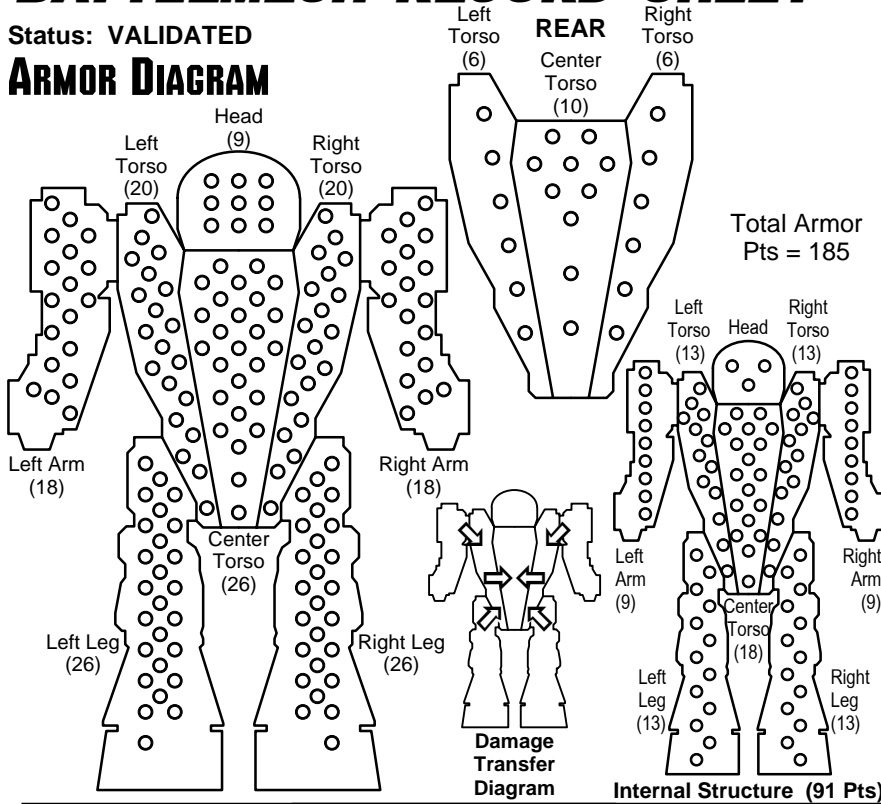 BATTLEMECH RECORD SHEET
Status: VALIDATED
ARMOR DIAGRAM
Head
(9)
Left
Torso
(20)
Right
Torso
(20)
Left Arm
(18)
Right Arm
(18)
Center
Torso
(26)
Left Leg
(26)
Right Leg
(26)
REAR
Left
Torso
(6)
Center
Torso
(10)
Right
Torso
(6)
Total Armor
Pts = 185
Left
Torso
(13)
Head
Right
Torso
(13)
Left
Arm
(9)
Right
Arm
(9)
Center
Torso
(18)
Left
Leg
(13)
Right
Leg
(13)
Damage
Transfer
Diagram
Internal Structure (91 Pts)